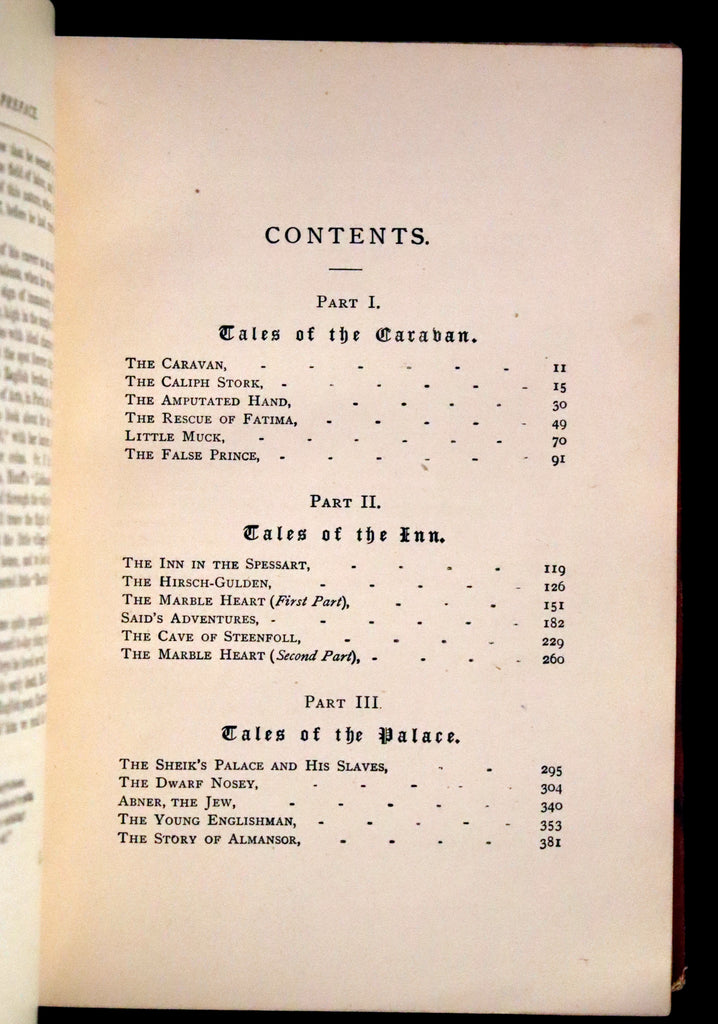 PREFACE
CONTENTS.
PART I.
Tales of the Caravan.
THE CARAVAN, - - - - - - 11
THE CALIPH STORK, - - - - - - 15
THE AMPUTATED HAND, - - - - - 30
THE RESCUE OF FATIMA, - - - - - 49
LITTLE MUCK, - - - - - - 70
THE FALSE PRINCE, - - - - - - 91
PART II.
Tales of the Inn.
THE INN IN THE SPESSART, - - - - 119
THE HIRSCH-GULDEN, - - - - - 126
THE MARBLE HEART (First Part), - - - 151
SAID'S ADVENTURES, - - - - - - 182
THE CAVE OF STEENFOLL, - - - - 229
THE MARBLE HEART (Second Part), - - - - 260
PART III.
Tales of the Palace.
THE SHEIK'S PALACE AND HIS SLAVES, - - 295
THE DWARF NOSEY, - - - - - 304
ABNER, THE JEW, - - - - - - 340
THE YOUNG ENGLISHMAN, - - - - - 353
THE STORY OF ALMANSOR, - - - - 381